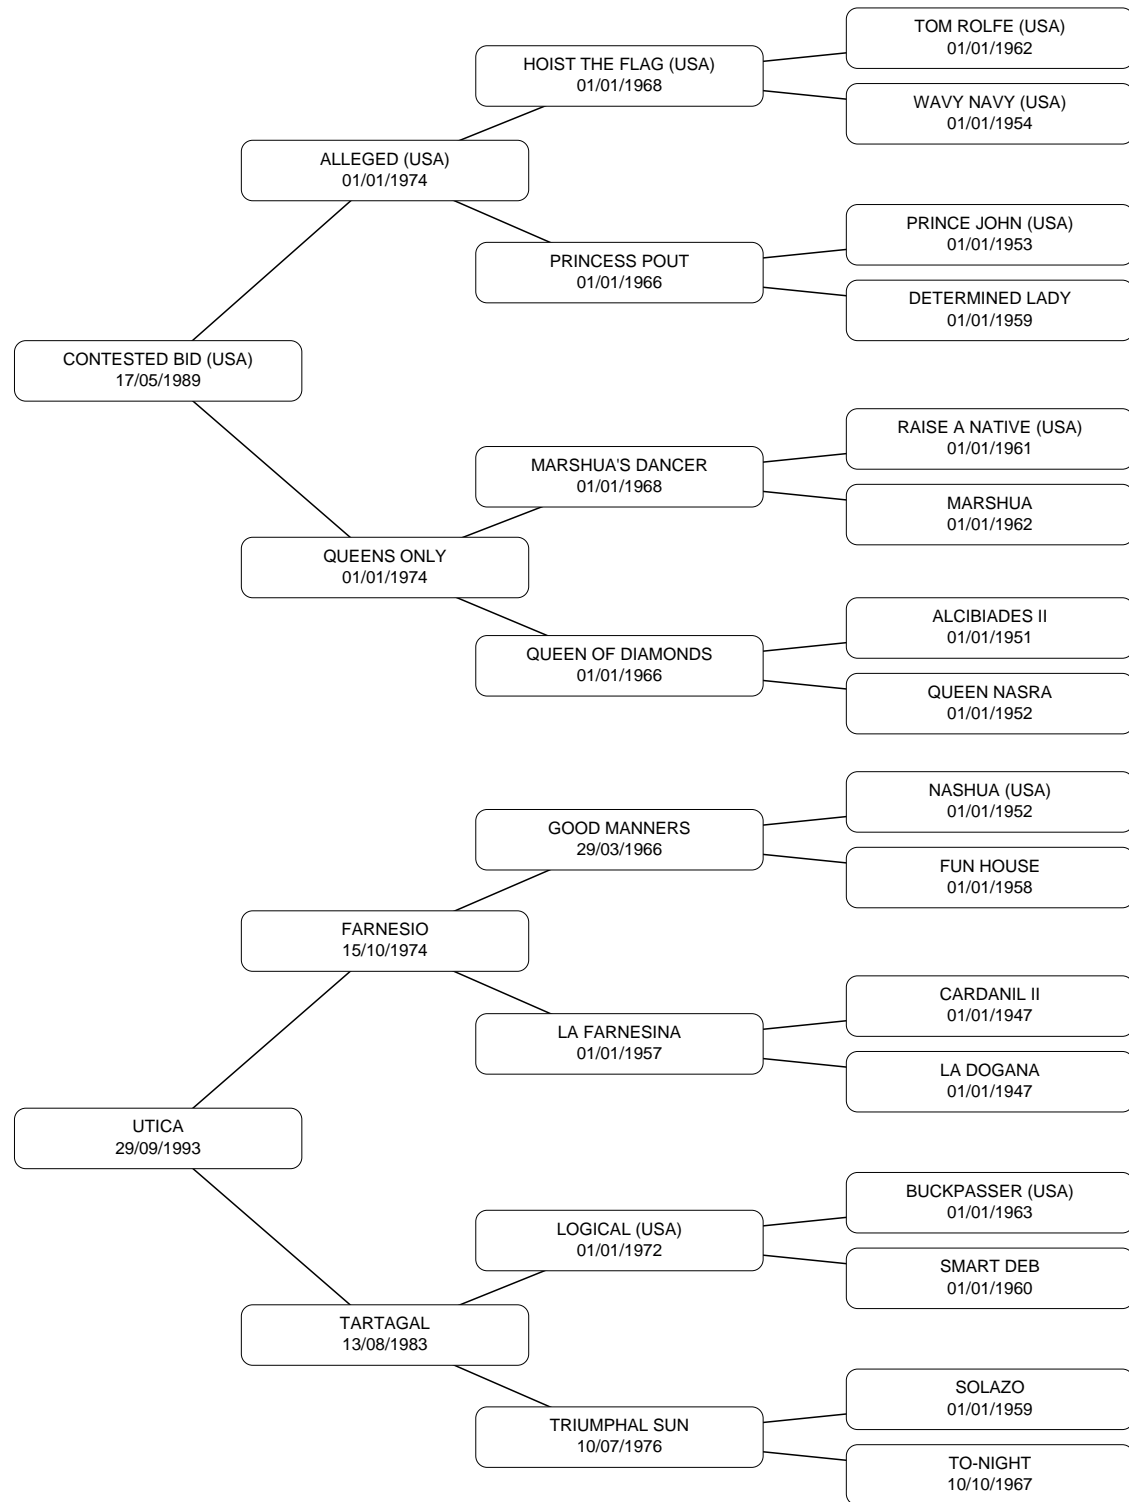 TOM ROLFE (USA)
01/01/1962
HOIST THE FLAG (USA)
01/01/1968
WAVY NAVY (USA)
01/01/1954
ALLEGED (USA)
01/01/1974
PRINCE JOHN (USA)
01/01/1953
PRINCESS POUT
01/01/1966
DETERMINED LADY
01/01/1959
CONTESTED BID (USA)
17/05/1989
RAISE A NATIVE (USA)
01/01/1961
MARSHUA'S DANCER
01/01/1968
MARSHUA
01/01/1962
QUEENS ONLY
01/01/1974
ALCIBIADES II
01/01/1951
QUEEN OF DIAMONDS
01/01/1966
QUEEN NASRA
01/01/1952
NASHUA (USA)
01/01/1952
GOOD MANNERS
29/03/1966
FUN HOUSE
01/01/1958
FARNESIO
15/10/1974
CARDANIL II
01/01/1947
LA FARNESINA
01/01/1957
LA DOGANA
01/01/1947
UTICA
29/09/1993
BUCKPASSER (USA)
01/01/1963
LOGICAL (USA)
01/01/1972
SMART DEB
01/01/1960
TARTAGAL
13/08/1983
SOLAZO
01/01/1959
TRIUMPHAL SUN
10/07/1976
TO-NIGHT
10/10/1967